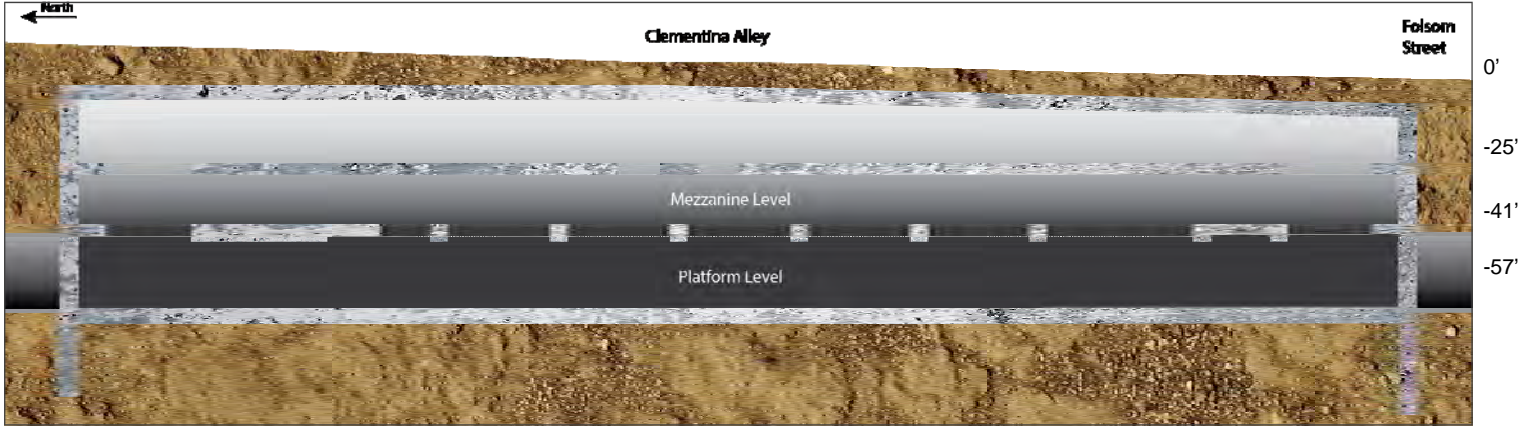 North
Clementina Alley
Folsom
Street
0’
-25’
Mezzanine Level
-41’
-57’
Platform Level